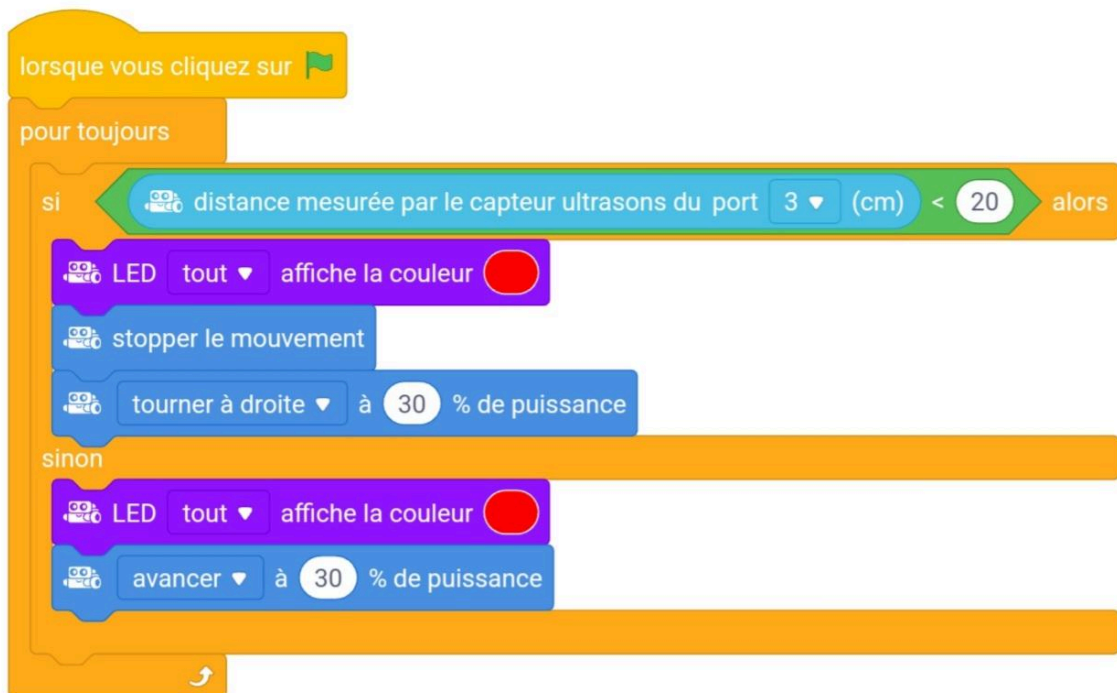 lorsque vous cliquez sur
pour toujours
si distance mesurée par le capteur ultrasons du port 3 (cm) < 20 alors
LED tout affiche la couleur
stopper le mouvement
tourner à droite à 30 % de puissance
sinon
LED tout affiche la couleur
avancer à 30 % de puissance